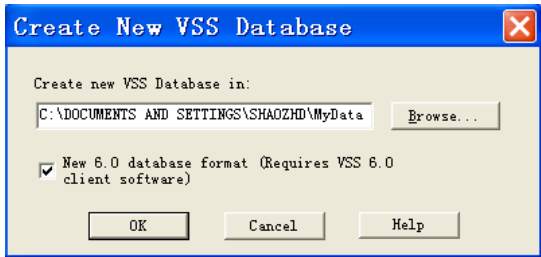 Create New VSS Database
Create new VSS Database in:
C:\DOCUMENTS AND SETTINGS\SHAOZHD\MyData
Browse...
New 6.0 database format (Requires VSS 6.0
client software)
OK
Cancel
Help